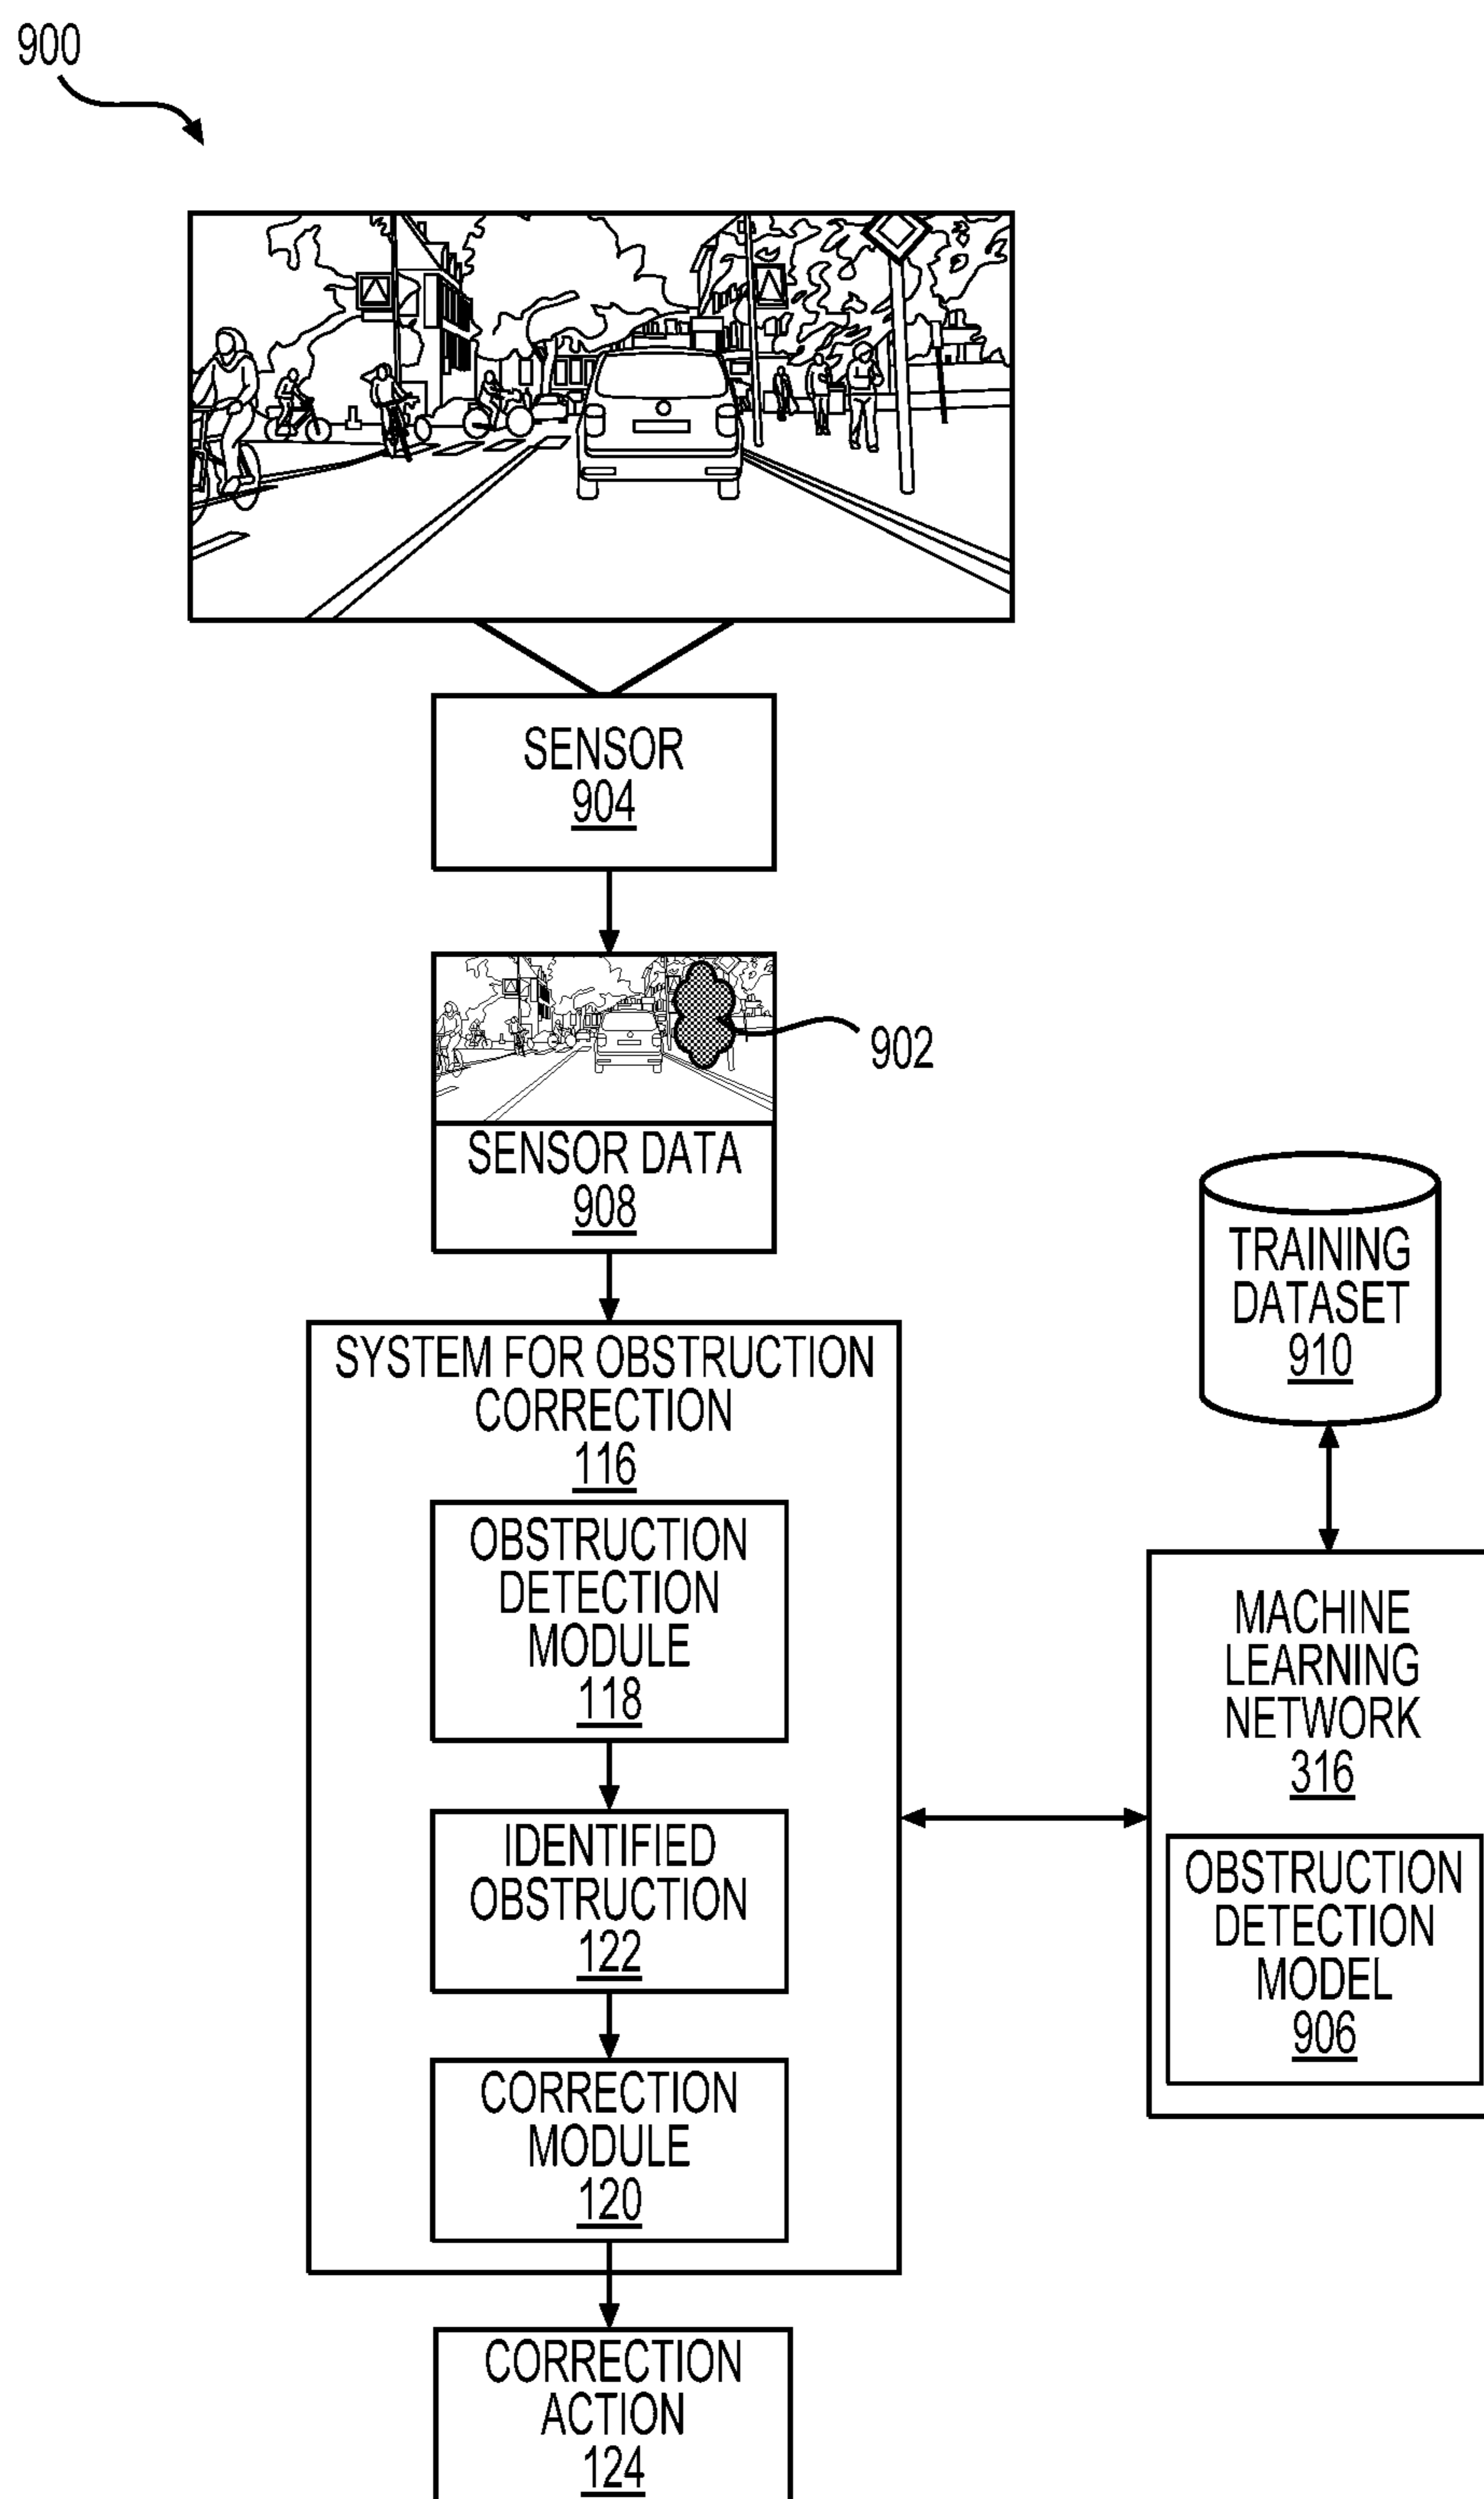 900
SENSOR
904
902
SENSOR DATA
908
SYSTEM FOR OBSTRUCTION
CORRECTION
116
OBSTRUCTION
DETECTION
MODULE
118
IDENTIFIED
OBSTRUCTION
122
CORRECTION
MODULE
120
CORRECTION
ACTION
124
TRAINING
DATASET
910
MACHINE
LEARNING
NETWORK
316
OBSTRUCTION
DETECTION
MODEL
906